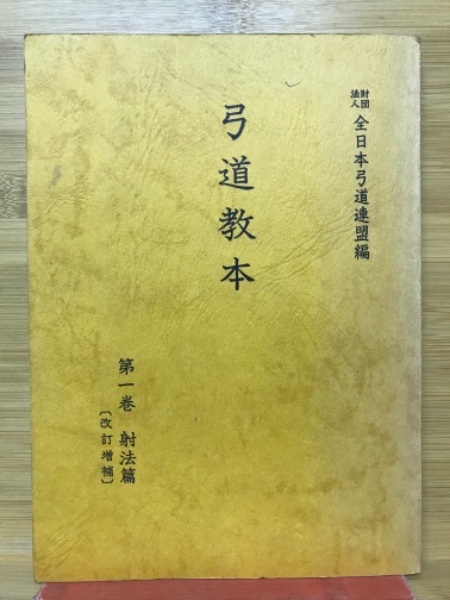 財団法人 全日本弓道連盟編
弓道教本
第一巻 射法篇
〔改訂増補〕